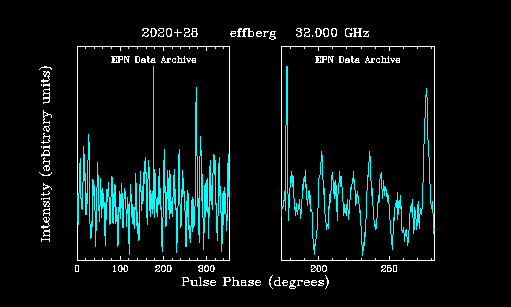 2020+28 effberg 32.000 GHz
EPN Data Archive EPN Data Archive
Intensity (arbitrary units)
0 100 200 300 200 250
Pulse Phase (degrees)